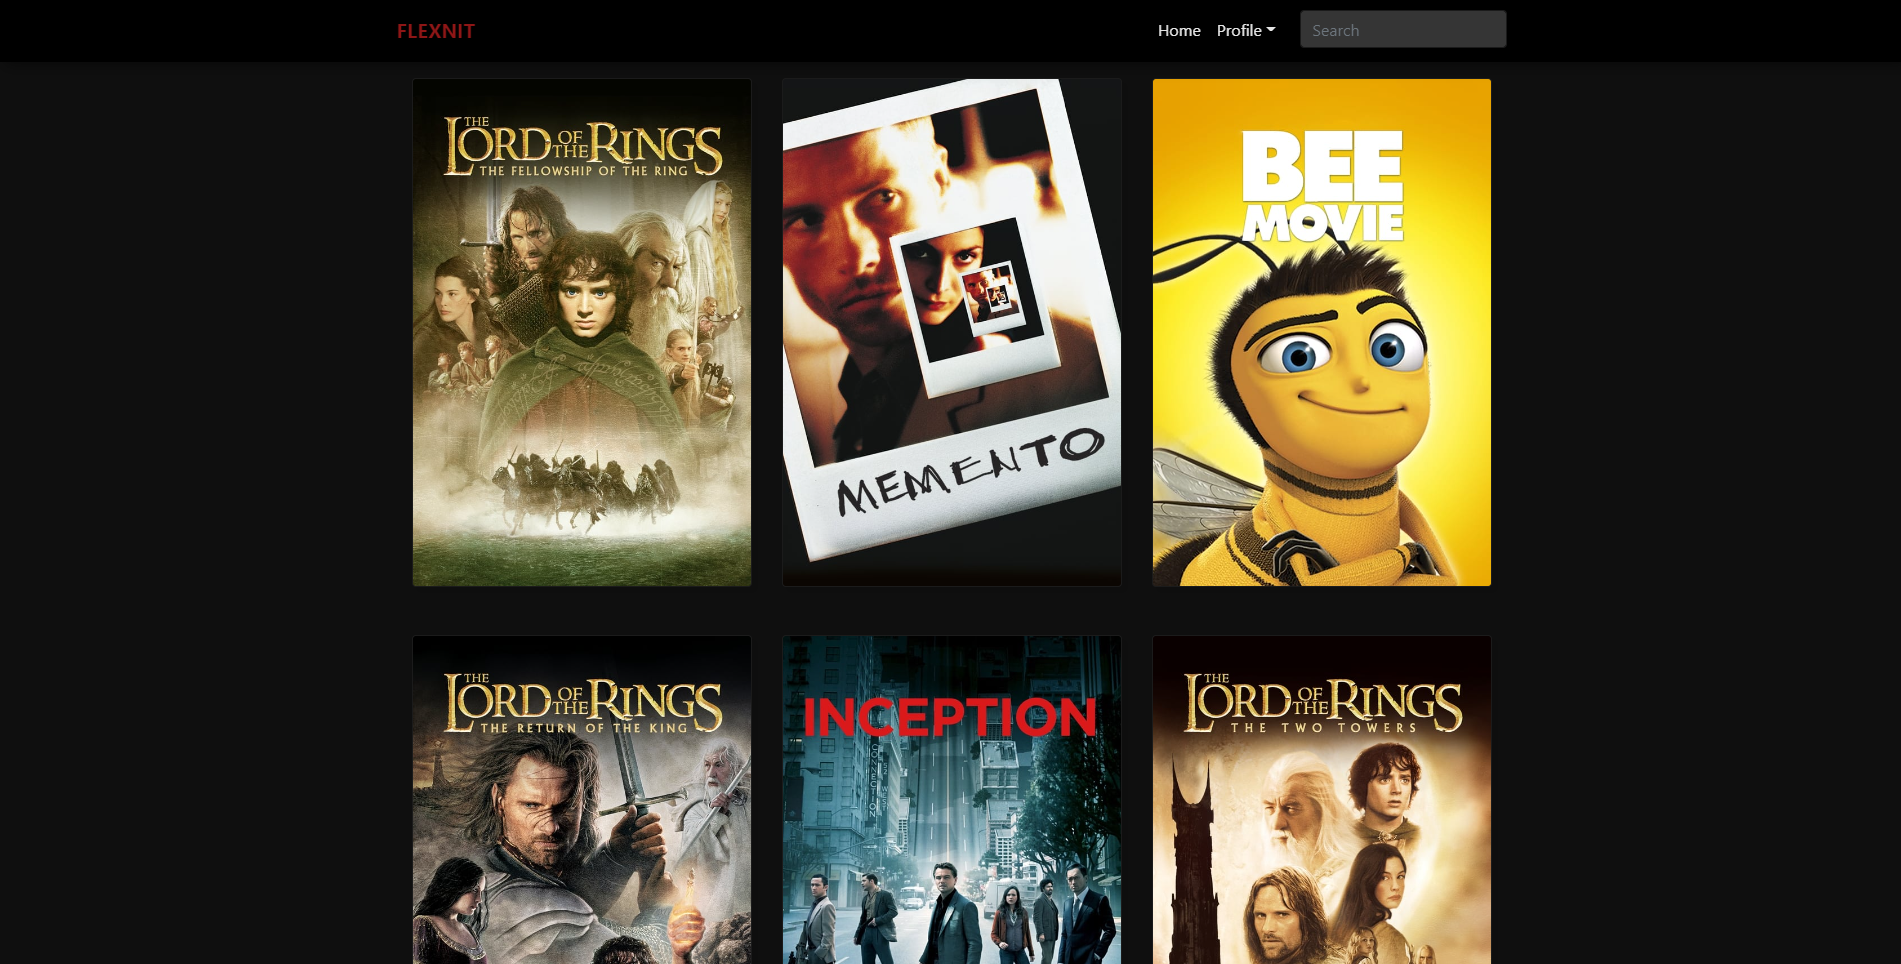 FLEXNIT
Home
Profile
Search
THE
LORD OF THE RINGS
THE FELLOWSHIP OF THE RING
MEMENTO
BEE
MOVIE
THE
LORD OF THE RINGS
THE RETURN OF THE KING
INCEPTION
THE
LORD OF THE RINGS
THE TWO TOWERS